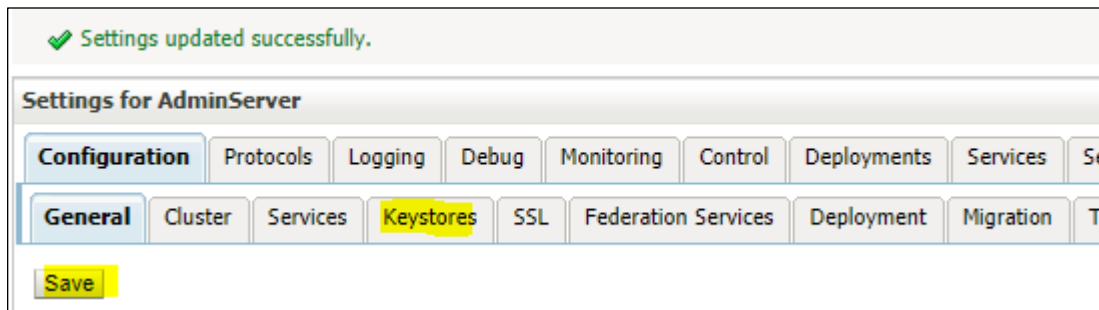 Settings updated successfully.
Settings for AdminServer
Configuration Protocols Logging Debug Monitoring Control Deployments Services
General Cluster Services Keystores SSL Federation Services Deployment Migration
Save